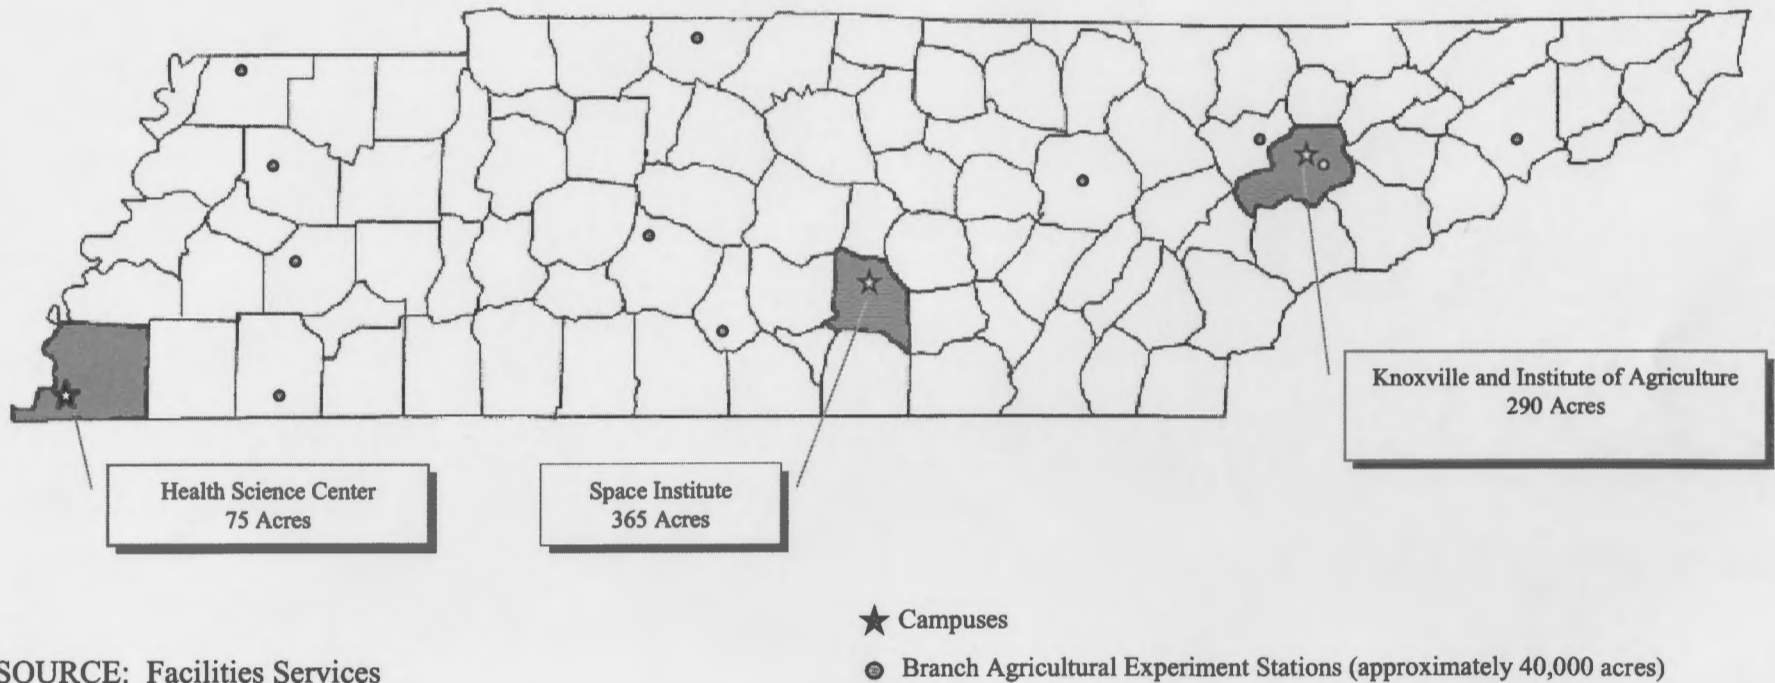 Knoxville and Institute of Agriculture
290 Acres
Health Science Center
75 Acres
Space Institute
365 Acres
Campuses
SOURCE: Facilities Services
Branch Agricultural Experiment Stations (approximately 40,000 acres)